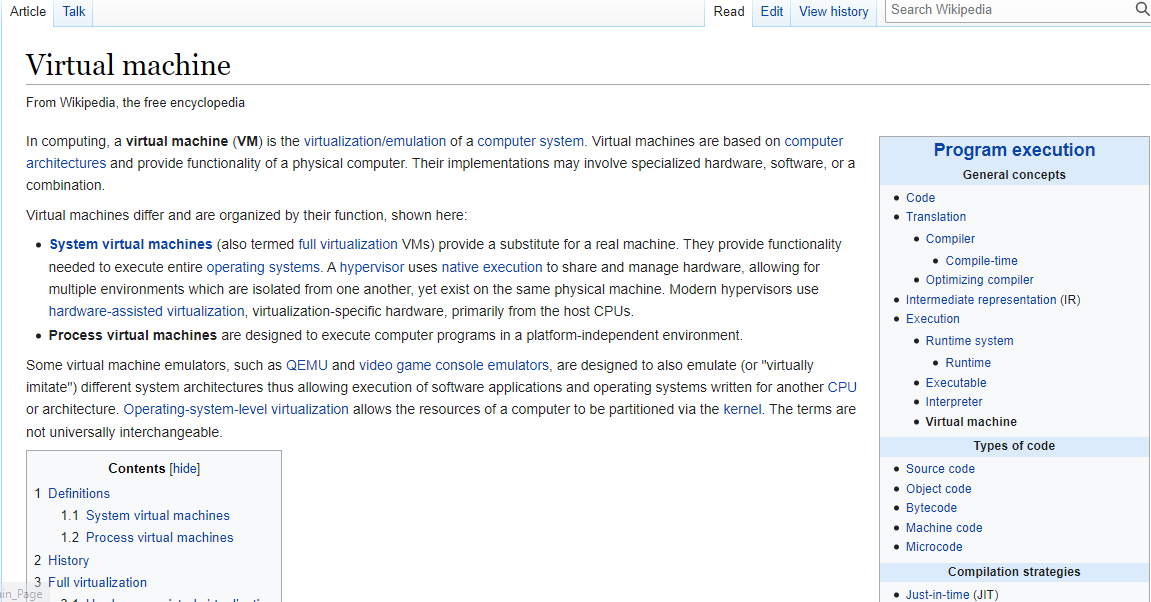 Article Talk Read Edit View history Search Wikipedia
Virtual machine
From Wikipedia, the free encyclopedia
In computing, a virtual machine (VM) is the virtualization/emulation of a computer system. Virtual machines are based on computer
architectures and provide functionality of a physical computer. Their implementations may involve specialized hardware, software, or a
combination.
Virtual machines differ and are organized by their function, shown here:
• System virtual machines (also termed full virtualization VMs) provide a substitute for a real machine. They provide functionality
needed to execute entire operating systems. A hypervisor uses native execution to share and manage hardware, allowing for
multiple environments which are isolated from one another, yet exist on the same physical machine. Modern hypervisors use
hardware-assisted virtualization, virtualization-specific hardware, primarily from the host CPUs.
• Process virtual machines are designed to execute computer programs in a platform-independent environment.
Some virtual machine emulators, such as QEMU and video game console emulators, are designed to also emulate (or "virtually
imitate") different system architectures thus allowing execution of software applications and operating systems written for another CPU
or architecture. Operating-system-level virtualization allows the resources of a computer to be partitioned via the kernel. The terms are
not universally interchangeable.
Contents [hide]
1 Definitions
1.1 System virtual machines
1.2 Process virtual machines
2 History
3 Full virtualization
ain_Page
Program execution
General concepts
• Code
• Translation
• Compiler
• Compile-time
• Optimizing compiler
• Intermediate representation (IR)
• Execution
• Runtime system
• Runtime
• Executable
• Interpreter
• Virtual machine
Types of code
• Source code
• Object code
• Bytecode
• Machine code
• Microcode
Compilation strategies
• Just-in-time (JIT)